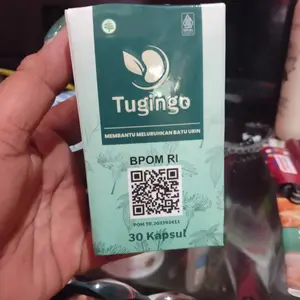 Tugingo
MEMBANTU MELURUHKAN BATU URIN
BPOM RI
30 Kapsul